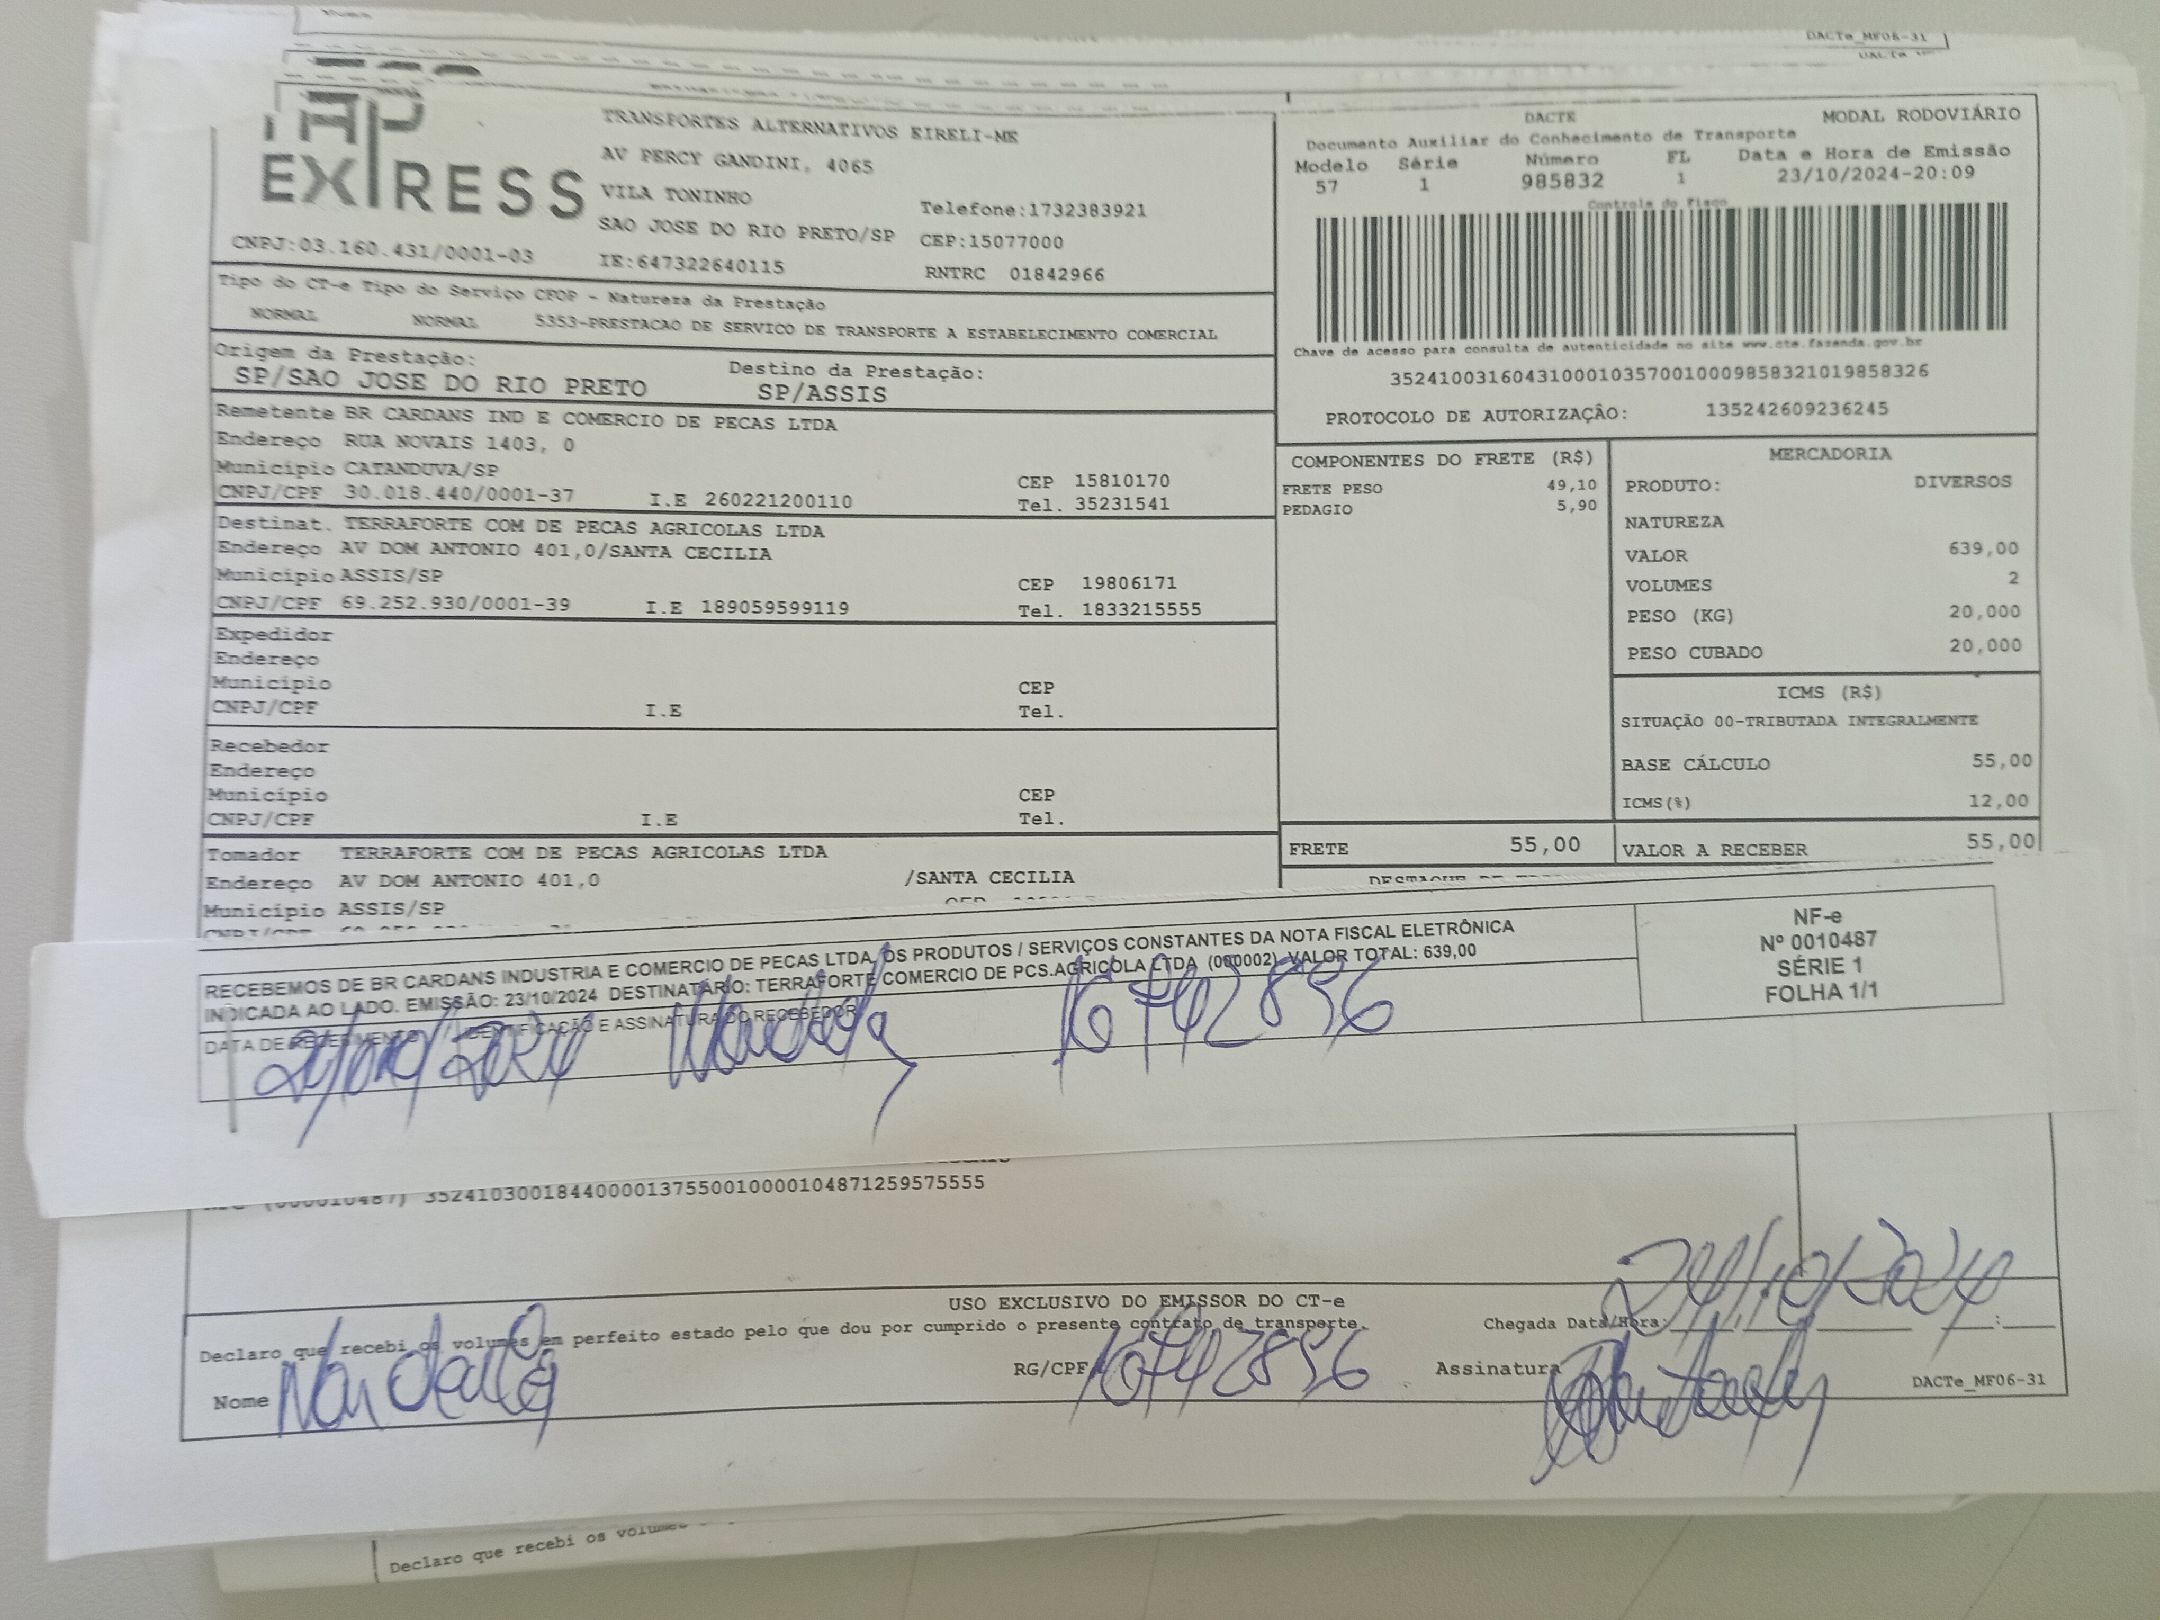 DACTe_MF06-31
TAP
EXPRESS
CNPJ:03.160.431/0001-03
TRANSPORTES ALTERNATIVOS EIRELI-ME
AV PERCY GANDINI, 4065
VILA TONINHO
Telefone:1732383921
SAO JOSE DO RIO PRETO/SP CEP:15077000
IE:647322640115 RNTRC 01842966
DACTE MODAL RODOVIÁRIO
Documento Auxiliar do Conhecimento de Transporte
Modelo Série Número FL Data e Hora de Emissão
57 1 985832 1 23/10/2024-20:09
Controle do Fisco
Chave de acesso para consulta de autenticidade no site www.cte.fazenda.gov.br
35241003160431000103570010009858321019858326
PROTOCOLO DE AUTORIZAÇÂO: 135242609236245
Tipo do CT-e Tipo do Serviço CFOP - Natureza da Prestação
NORMAL NORMAL 5353-PRESTACAO DE SERVICO DE TRANSPORTE A ESTABELECIMENTO COMERCIAL
Origem da Prestação: Destino da Prestação:
SP/SAO JOSE DO RIO PRETO SP/ASSIS
Remetente BR CARDANS IND E COMERCIO DE PECAS LTDA
Endereço RUA NOVAIS 1403, 0
Município CATANDUVA/SP CEP 15810170
CNPJ/CPF 30.018.440/0001-37 I.E 260221200110 Tel. 35231541
Destinat. TERRAFORTE COM DE PECAS AGRICOLAS LTDA
Endereço AV DOM ANTONIO 401,0/SANTA CECILIA
Município ASSIS/SP CEP 19806171
CNPJ/CPF 69.252.930/0001-39 I.E 189059599119 Tel. 1833215555
Expedidor
Endereço
Município CEP
CNPJ/CPF I.E Tel.
Recebedor
Endereço
Município CEP
CNPJ/CPF I.E Tel.
Tomador TERRAFORTE COM DE PECAS AGRICOLAS LTDA
Endereço AV DOM ANTONIO 401,0 /SANTA CECILIA
Município ASSIS/SP
COMPONENTES DO FRETE (R$)
FRETE PESO 49,10
PEDAGIO 5,90
FRETE 55,00
MERCADORIA
PRODUTO: DIVERSOS
NATUREZA
VALOR 639,00
VOLUMES 2
PESO (KG) 20,000
PESO CUBADO 20,000
ICMS (R$)
SITUAÇÃO 00-TRIBUTADA INTEGRALMENTE
BASE CÁLCULO 55,00
ICMS(%) 12,00
VALOR A RECEBER 55,00
RECEBEMOS DE BR CARDANS INDUSTRIA E COMERCIO DE PECAS LTDA, OS PRODUTOS / SERVIÇOS CONSTANTES DA NOTA FISCAL ELETRÔNICA
INDICADA AO LADO. EMISSÃO: 23/10/2024 DESTINATÁRIO: TERRAFORTE COMERCIO DE PCS.AGRICOLA LTDA (000002) VALOR TOTAL: 639,00
DATA DE RECEBIMENTO IDENTIFICAÇÃO E ASSINATURA DO RECEBEDOR
24/10/2024 16742896
NF-e
Nº 0010487
SÉRIE 1
FOLHA 1/1
(000010487) 35241030018440000137550010000104871259575555
USO EXCLUSIVO DO EMISSOR DO CT-e
Declaro que recebi os volumes em perfeito estado pelo que dou por cumprido o presente contrato de transporte. Chegada Data/Hora: 24/10/2024 :
Nome RG/CPF 16742896 Assinatura
DACTe_MF06-31
Declaro que recebi os volumes